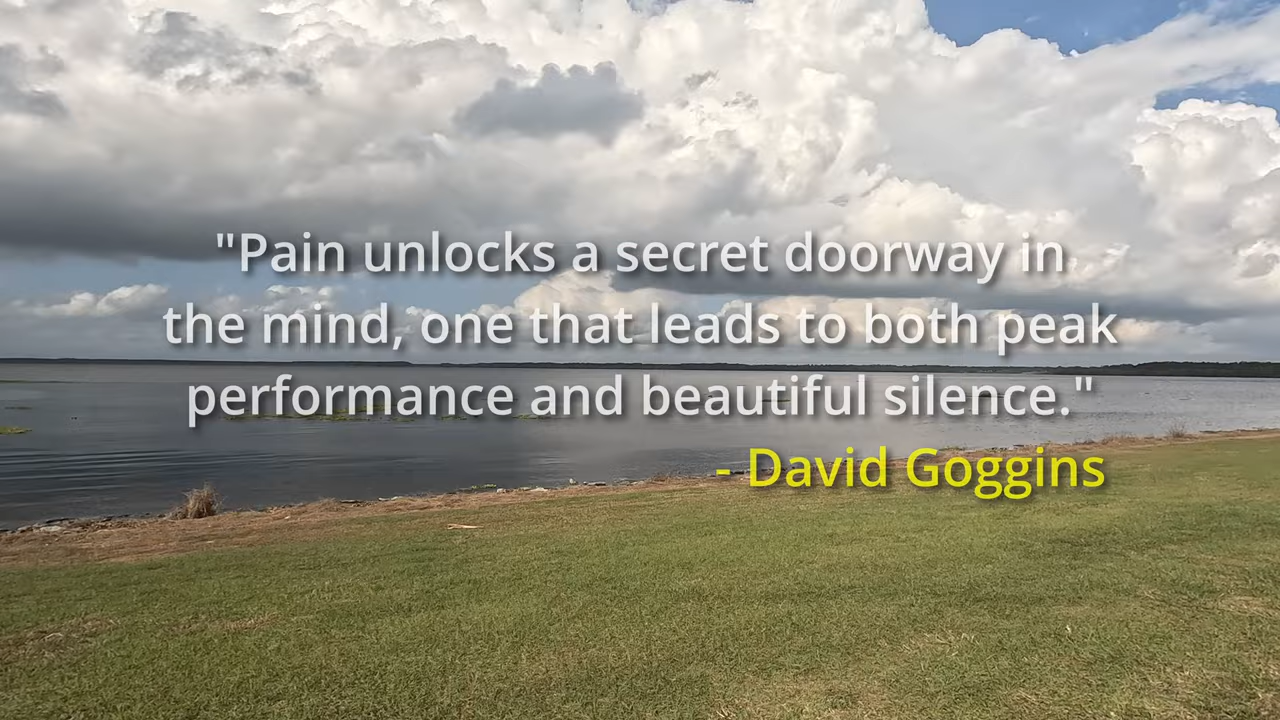 "Pain unlocks a secret doorway in
the mind, one that leads to both peak
performance and beautiful silence."
- David Goggins